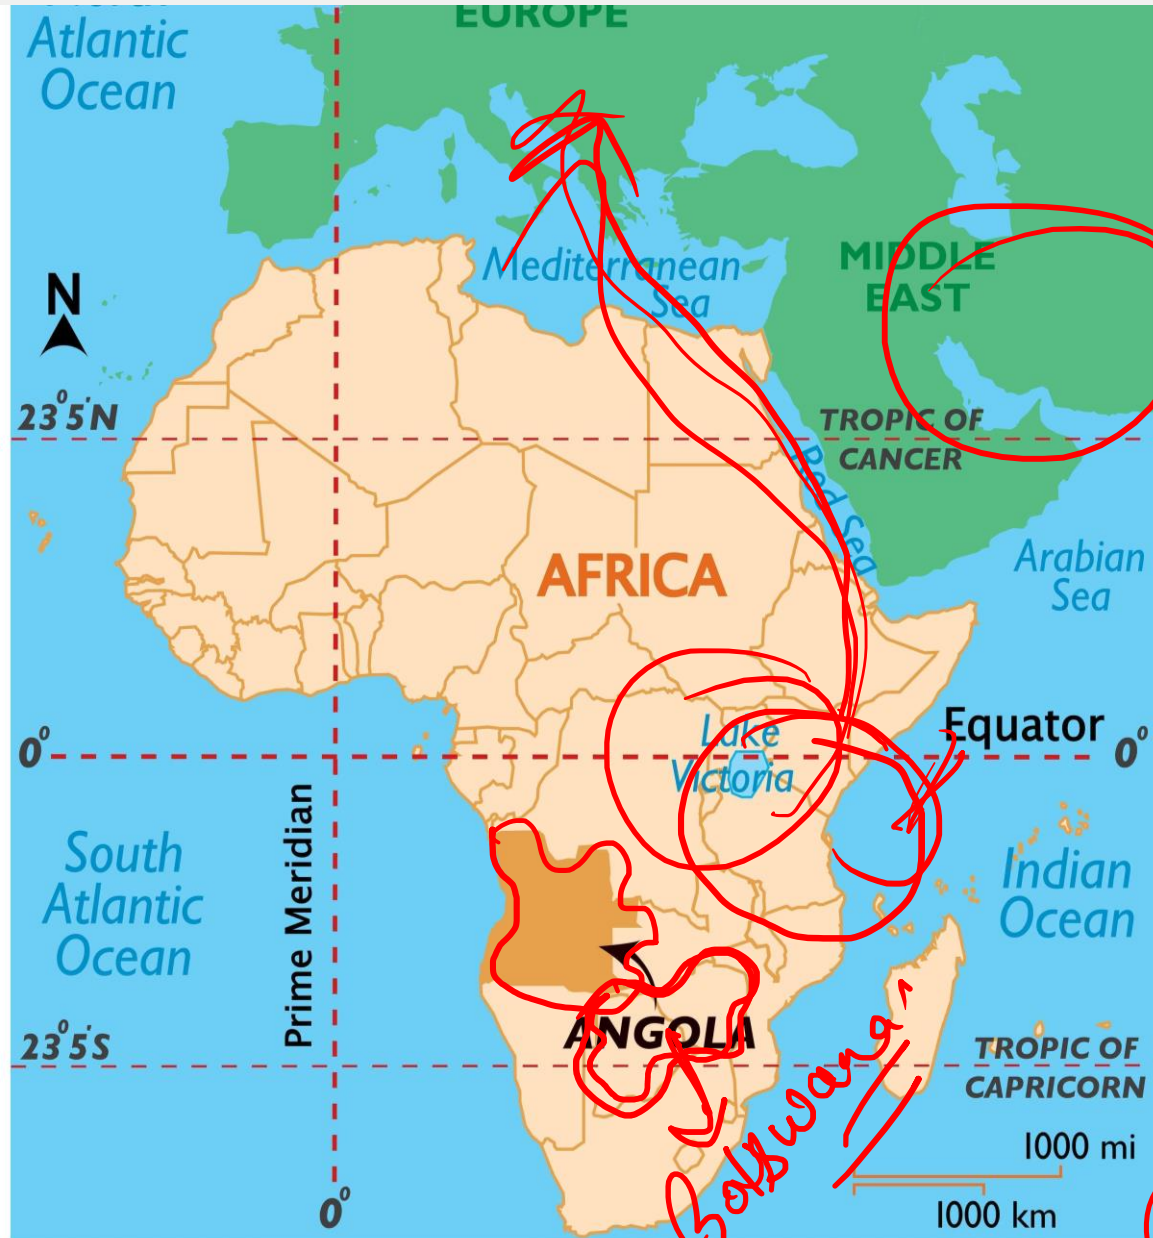 EUROPE
Atlantic
Ocean
Mediterranean
Sea
MIDDLE
EAST
N
23°5'N
TROPIC OF
CANCER
Red Sea
Arabian
Sea
AFRICA
Lake
Victoria
Equator
0°
0°
Prime Meridian
South
Atlantic
Ocean
Indian
Ocean
ANGOLA
23°5'S
TROPIC OF
CAPRICORN
Botswana
1000 mi
1000 km
0°